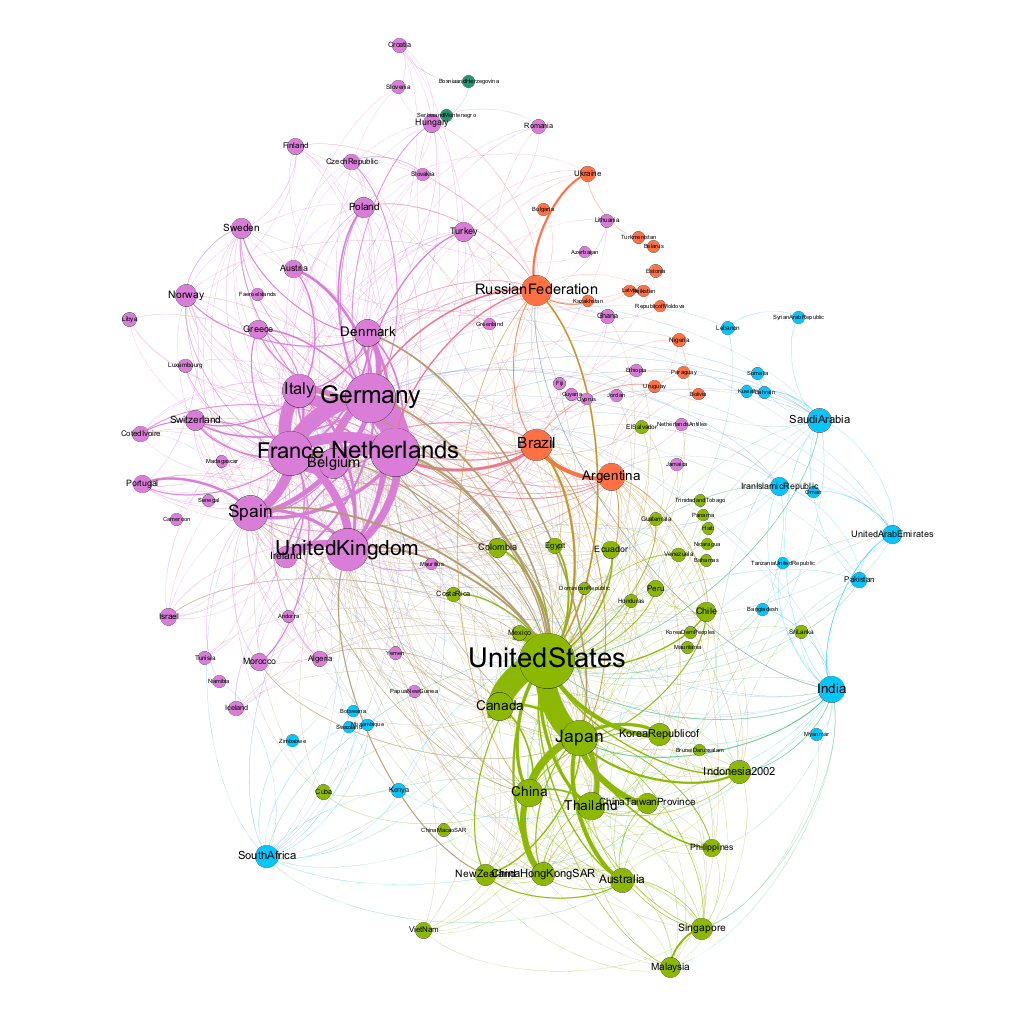 Croatia
BosniaandHerzegovina
Slovenia
SerbiaandMontenegro
Hungary
Romania
Finland
CzechRepublic
Slovakia
Ukraine
Poland
Bulgaria
Lithuania
Sweden
Turkey
Turkmenistan
Belarus
Azerbaijan
Austria
Estonia
RussianFederation
Norway
FaeroeIslands
Latvia
Kazakhstan
RepublicofMoldova
Libya
Ghana
SyrianArabRepublic
Greenland
Lebanon
Greece
Denmark
Nigeria
Luxembourg
Ethiopia
Paraguay
Somalia
Fiji
Uruguay
Italy
Germany
Guyana
Cyprus
Jordan
Bolivia
Kuwait
Bahrain
Switzerland
SaudiArabia
ElSalvador
NetherlandsAntilles
CotedIvoire
Brazil
France
Netherlands
Belgium
Madagascar
Jamaica
Argentina
Portugal
IranIslamicRepublic
Oman
Senegal
TrinidadandTobago
Spain
Cameroon
Guatemala
Panama
Haiti
UnitedArabEmirates
UnitedKingdom
Colombia
Egypt
Ecuador
Nicaragua
Ireland
Venezuela
Bahamas
Mauritius
TanzaniaUnitedRepublic
Pakistan
DominicanRepublic
Peru
CostaRica
Honduras
Israel
Andorra
Chile
Bangladesh
Mexico
KoreaDemPeoples
SriLanka
Mauritania
Tunisia
Morocco
Algeria
Yemen
UnitedStates
Namibia
PapuaNewGuinea
India
Iceland
Botswana
Canada
Swaziland
Mozambique
Zimbabwe
Japan
KoreaRepublicof
Myanmar
BruneiDarussalam
Indonesia2002
Cuba
Kenya
China
Thailand
ChinaTaiwanProvince
ChinaMacaoSAR
Philippines
SouthAfrica
NewZealand
ChinaHongKongSAR
Australia
VietNam
Singapore
Malaysia